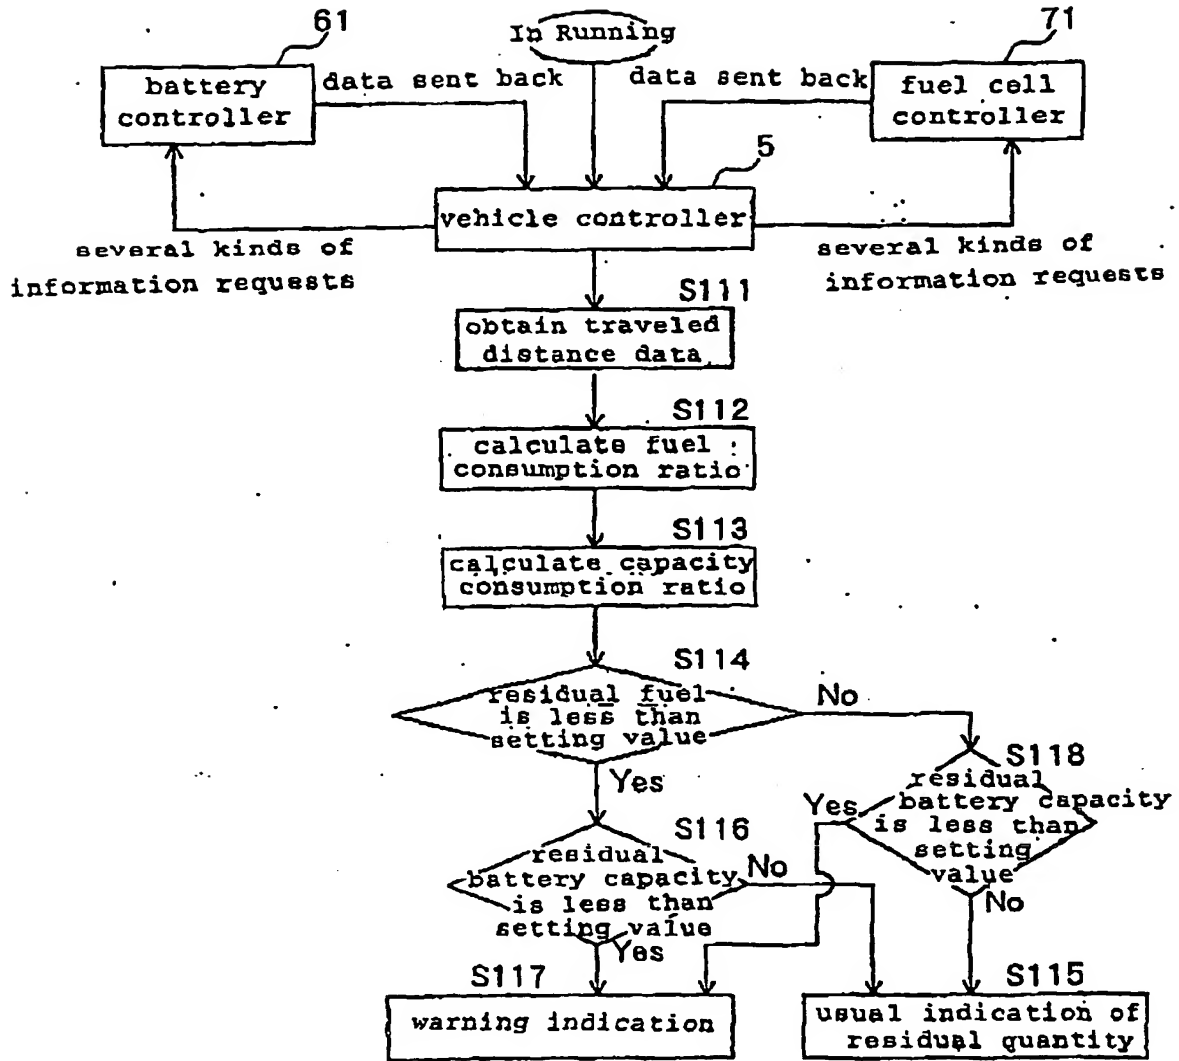 61
In Running
71
battery
controller
data sent back
data sent back
fuel cell
controller
5
vehicle controller
several kinds of
information requests
several kinds of
information requests
S111
obtain traveled
distance data
S112
calculate fuel
consumption ratio
S113
calculate capacity
consumption ratio
S114
residual fuel
is less than
setting value
No
Yes
S118
residual
battery capacity
is less than
setting
value
Yes
No
S116
residual
battery capacity
is less than
setting value
No
Yes
S117
warning indication
S115
usual indication of
residual quantity